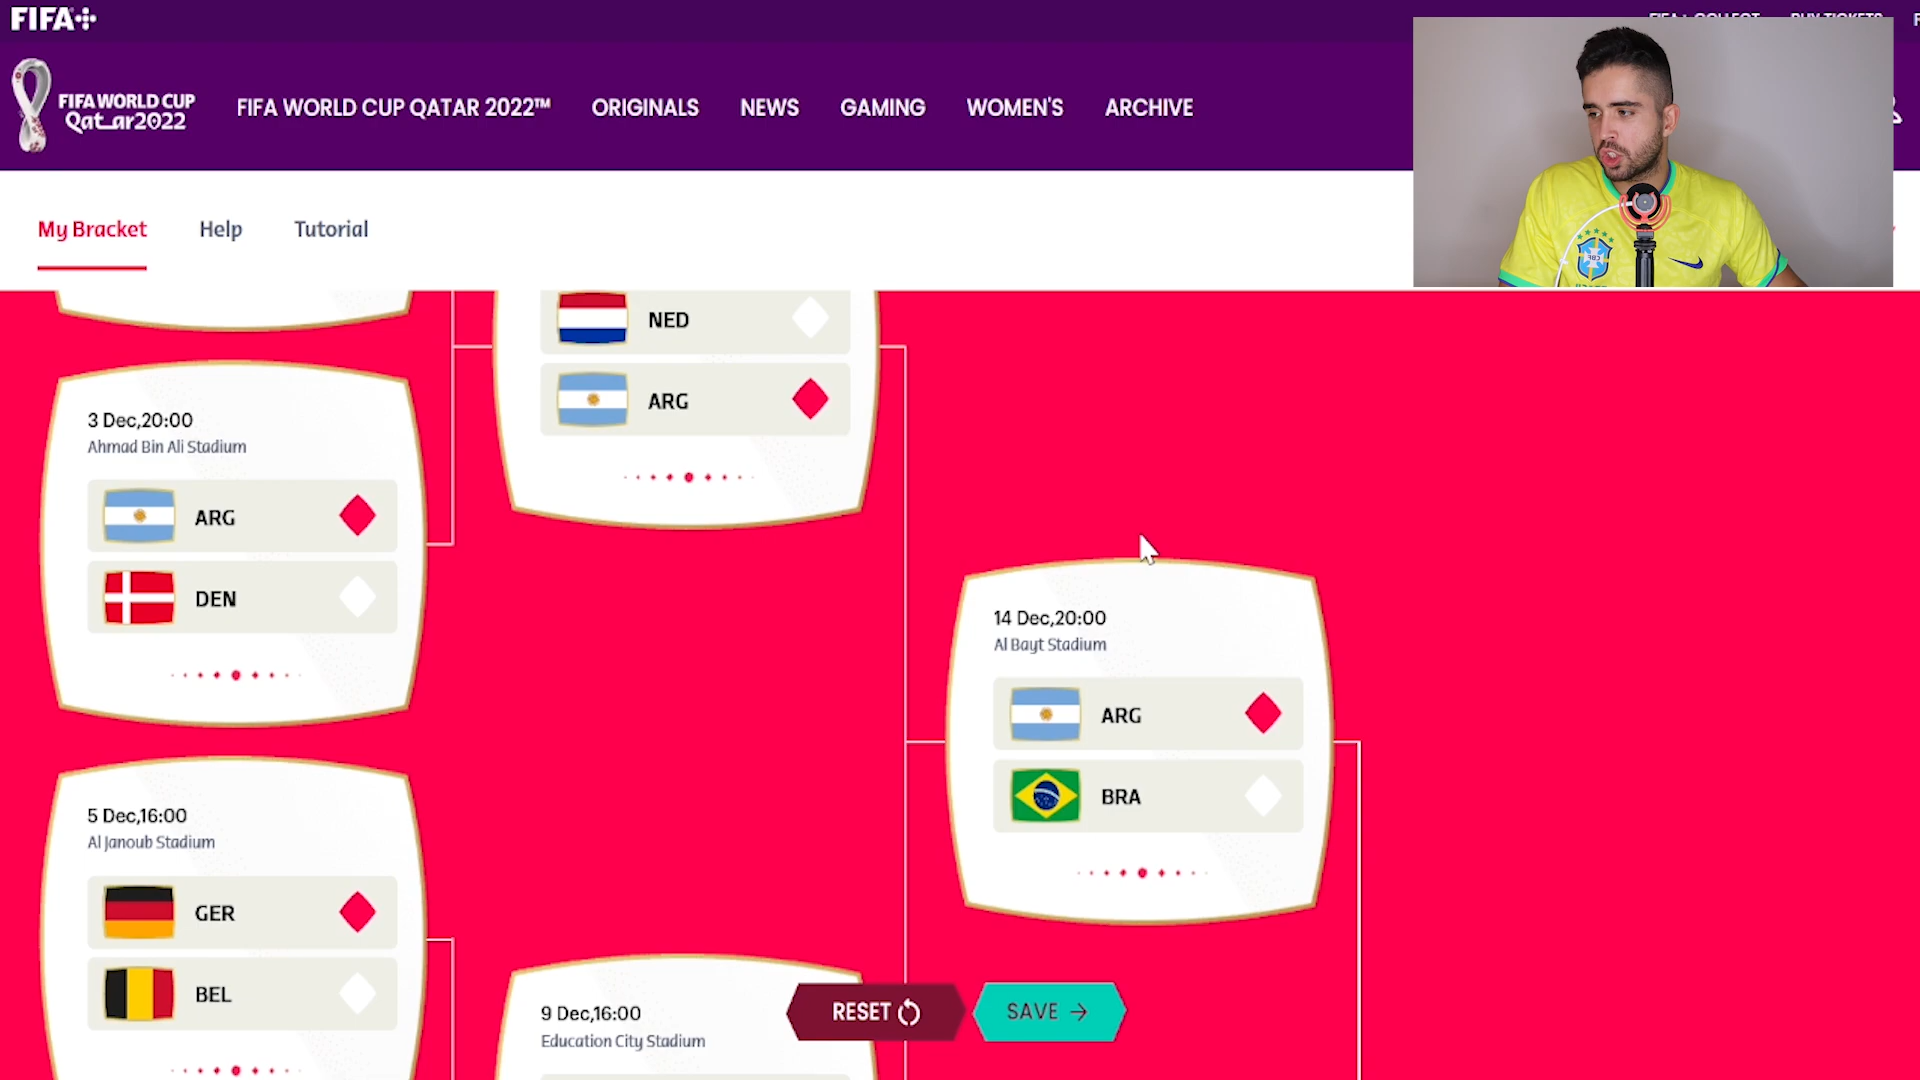 FIFA+
FIFA WORLD CUP
Qatar2022
FIFA WORLD CUP QATAR 2022™
ORIGINALS
NEWS
GAMING
WOMEN'S
ARCHIVE
My Bracket
Help
Tutorial
NED
ARG
3 Dec,20:00
Ahmad Bin Ali Stadium
ARG
DEN
14 Dec,20:00
Al Bayt Stadium
ARG
BRA
5 Dec,16:00
Al Janoub Stadium
GER
BEL
9 Dec,16:00
Education City Stadium
RESET
SAVE →
CBF